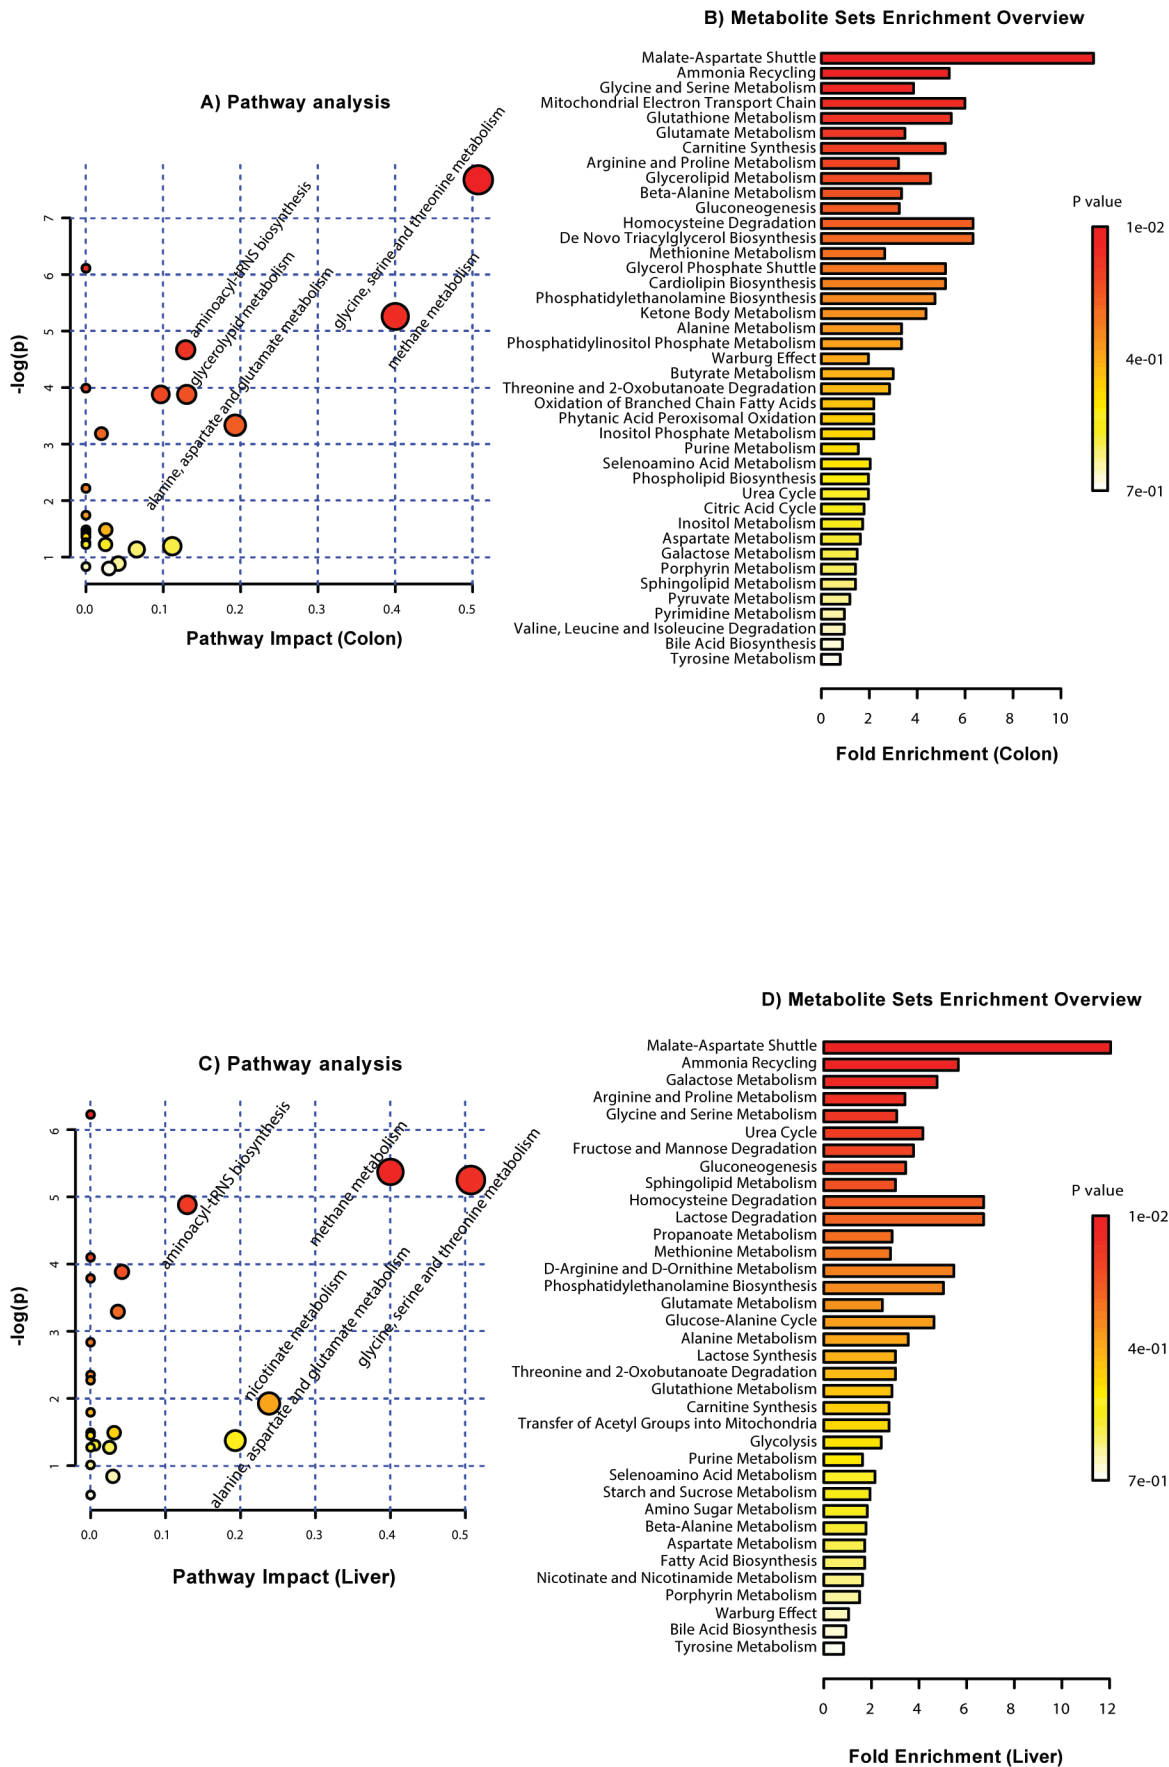 B) Metabolite Sets Enrichment Overview
Malate-Aspartate Shuttle
Ammonia Recycling
Glycine and Serine Metabolism
Mitochondrial Electron Transport Chain
Glutathione Metabolism
Glutamate Metabolism
Carnitine Synthesis
Arginine and Proline Metabolism
Glycerolipid Metabolism
Beta-Alanine Metabolism
Gluconeogenesis
Homocysteine Degradation
De Novo Triacylglycerol Biosynthesis
Methionine Metabolism
Glycerol Phosphate Shuttle
Cardiolipin Biosynthesis
Phosphatidylethanolamine Biosynthesis
Ketone Body Metabolism
Alanine Metabolism
Phosphatidylinositol Phosphate Metabolism
Warburg Effect
Butyrate Metabolism
Threonine and 2-Oxobutanoate Degradation
Oxidation of Branched Chain Fatty Acids
Phytanic Acid Peroxisomal Oxidation
Inositol Phosphate Metabolism
Purine Metabolism
Selenoamino Acid Metabolism
Phospholipid Biosynthesis
Urea Cycle
Citric Acid Cycle
Inositol Metabolism
Aspartate Metabolism
Galactose Metabolism
Porphyrin Metabolism
Sphingolipid Metabolism
Pyruvate Metabolism
Pyrimidine Metabolism
Valine, Leucine and Isoleucine Degradation
Bile Acid Biosynthesis
Tyrosine Metabolism
0 2 4 6 8 10
Fold Enrichment (Colon)
P value
1e-02
4e-01
7e-01
A) Pathway analysis
glycine, serine and threonine metabolism
aminoacyl-tRNS biosynthesis
glycerolypid metabolism
alanine, aspartate and glutamate metabolism
methane metabolism
-log(p)
7
6
5
4
3
2
1
0.0 0.1 0.2 0.3 0.4 0.5
Pathway Impact (Colon)
D) Metabolite Sets Enrichment Overview
Malate-Aspartate Shuttle
Ammonia Recycling
Galactose Metabolism
Arginine and Proline Metabolism
Glycine and Serine Metabolism
Urea Cycle
Fructose and Mannose Degradation
Gluconeogenesis
Sphingolipid Metabolism
Homocysteine Degradation
Lactose Degradation
Propanoate Metabolism
Methionine Metabolism
D-Arginine and D-Ornithine Metabolism
Phosphatidylethanolamine Biosynthesis
Glutamate Metabolism
Glucose-Alanine Cycle
Alanine Metabolism
Lactose Synthesis
Threonine and 2-Oxobutanoate Degradation
Glutathione Metabolism
Carnitine Synthesis
Transfer of Acetyl Groups into Mitochondria
Glycolysis
Purine Metabolism
Selenoamino Acid Metabolism
Starch and Sucrose Metabolism
Amino Sugar Metabolism
Beta-Alanine Metabolism
Aspartate Metabolism
Fatty Acid Biosynthesis
Nicotinate and Nicotinamide Metabolism
Porphyrin Metabolism
Warburg Effect
Bile Acid Biosynthesis
Tyrosine Metabolism
0 2 4 6 8 10 12
Fold Enrichment (Liver)
P value
1e-02
4e-01
7e-01
C) Pathway analysis
aminoacyl-tRNS biosynthesis
methane metabolism
glycine, serine and threonine metabolism
nicotinate metabolism
alanine, aspartate and glutamate metabolism
-log(p)
6
5
4
3
2
1
0.0 0.1 0.2 0.3 0.4 0.5
Pathway Impact (Liver)